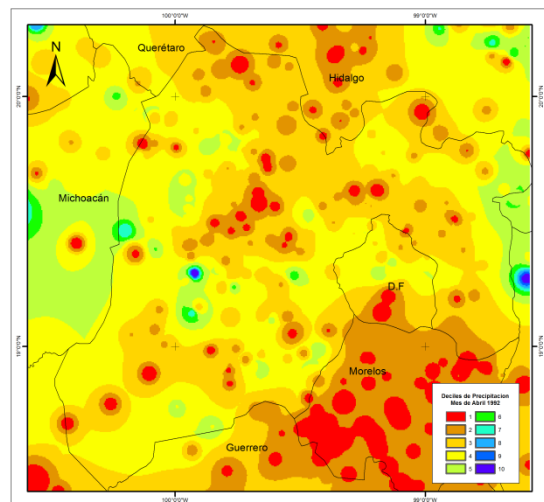 100°0'0"W
99°0'0"W
N
Querétaro
Hidalgo
20°0'0"N
20°0'0"N
Michoacán
D.F
19°0'0"N
19°0'0"N
Morelos
Guerrero
Deciles de Precipitacion
Mes de Abril 1992
1
6
2
7
3
8
4
9
5
10
100°0'0"W
99°0'0"W